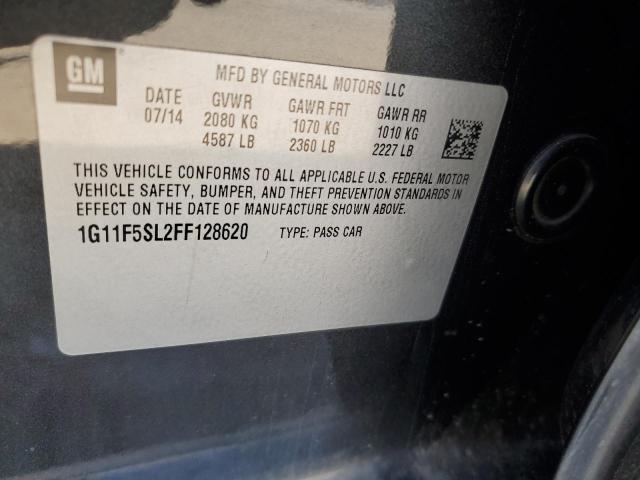 GM
MFD BY GENERAL MOTORS LLC
DATE GVWR GAWR FRT GAWR RR
07/14 2080 KG 1070 KG 1010 KG
4587 LB 2360 LB 2227 LB
THIS VEHICLE CONFORMS TO ALL APPLICABLE U.S. FEDERAL MOTOR
VEHICLE SAFETY, BUMPER, AND THEFT PREVENTION STANDARDS IN
EFFECT ON THE DATE OF MANUFACTURE SHOWN ABOVE.
1G11F5SL2FF128620 TYPE: PASS CAR